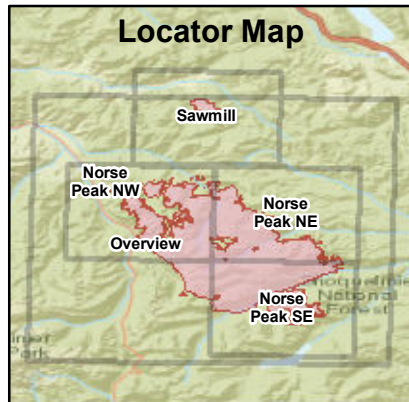 Locator Map
Sawmill
Norse
Peak NW
Norse
Peak NE
Overview
National
Forest
Norse
Peak SE
Park